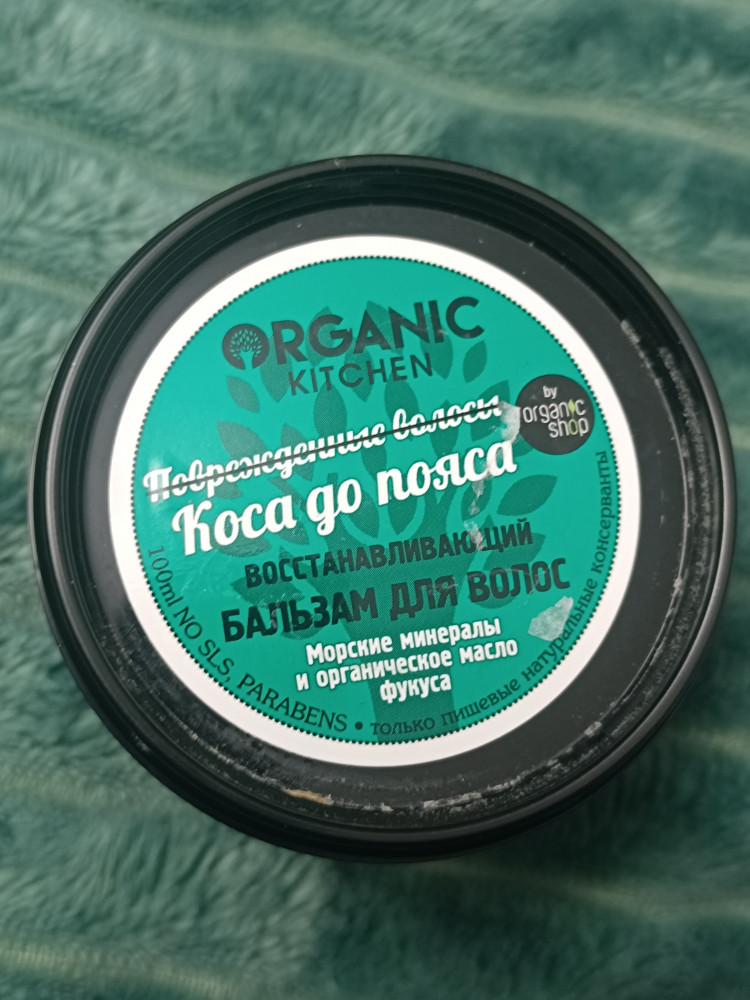 ORGANIC
KITCHEN
by
organic
shop
Поврежденные волосы
Коса до пояса
ВОССТАНАВЛИВАЮЩИЙ
БАЛЬЗАМ ДЛЯ ВОЛОС
Морские минералы
и органическое масло
фукуса
100ml NO SLS, PARABENS • только пищевые натуральные консерванты